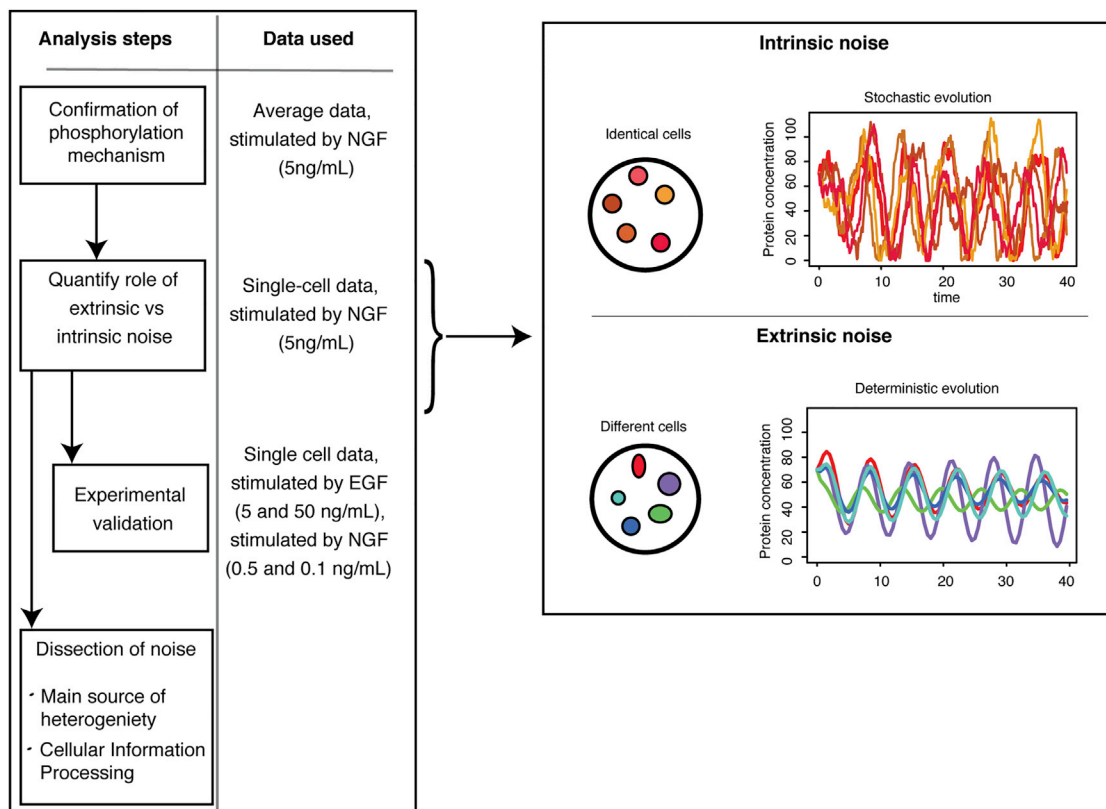 Analysis steps
Data used
Confirmation of
phosphorylation
mechanism
Average data,
stimulated by NGF
(5ng/mL)
Quantify role of
extrinsic vs
intrinsic noise
Single-cell data,
stimulated by NGF
(5ng/mL)
Experimental
validation
Single cell data,
stimulated by EGF
(5 and 50 ng/mL),
stimulated by NGF
(0.5 and 0.1 ng/mL)
Dissection of noise
· Main source of
heterogeniety
· Cellular Information
Processing
Intrinsic noise
Identical cells
Stochastic evolution
Protein concentration
0 20 40 60 80 100
0 10 20 30 40
time
Extrinsic noise
Different cells
Deterministic evolution
Protein concentration
0 20 40 60 80 100
0 10 20 30 40